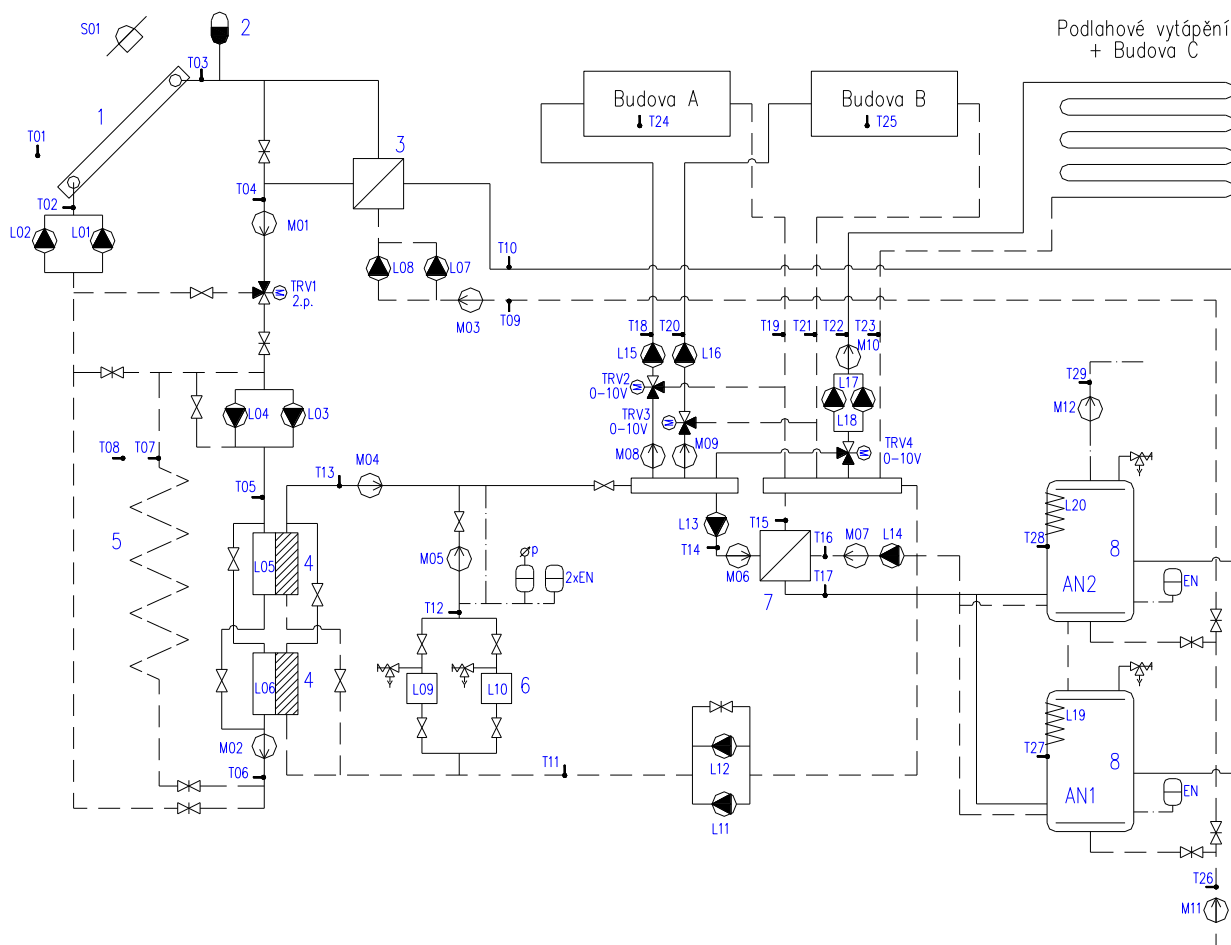 Podlahové vytápění
+ Budova C
S01
2
T03
1
T01
3
Budova A
T24
Budova B
T25
T02
T04
L02
L01
M01
T10
L08
L07
TRV1
2.p.
M03
T09
T18
T20
T19
T21
T22
T23
M10
L15
L16
TRV2
0-10V
M
M
L17
T29
M12
TRV3
0-10V
M
L18
L04
L03
TRV4
0-10V
M
T08
T07
M04
T13
M08
M09
T05
L20
L13
T15
T14
M06
T16
M07
L14
T28
8
5
L05
4
M05
p
2xEN
T17
7
AN2
EN
T12
L06
4
L09
L10
6
L19
M02
T06
T11
L12
T27
8
L11
AN1
EN
T26
M11